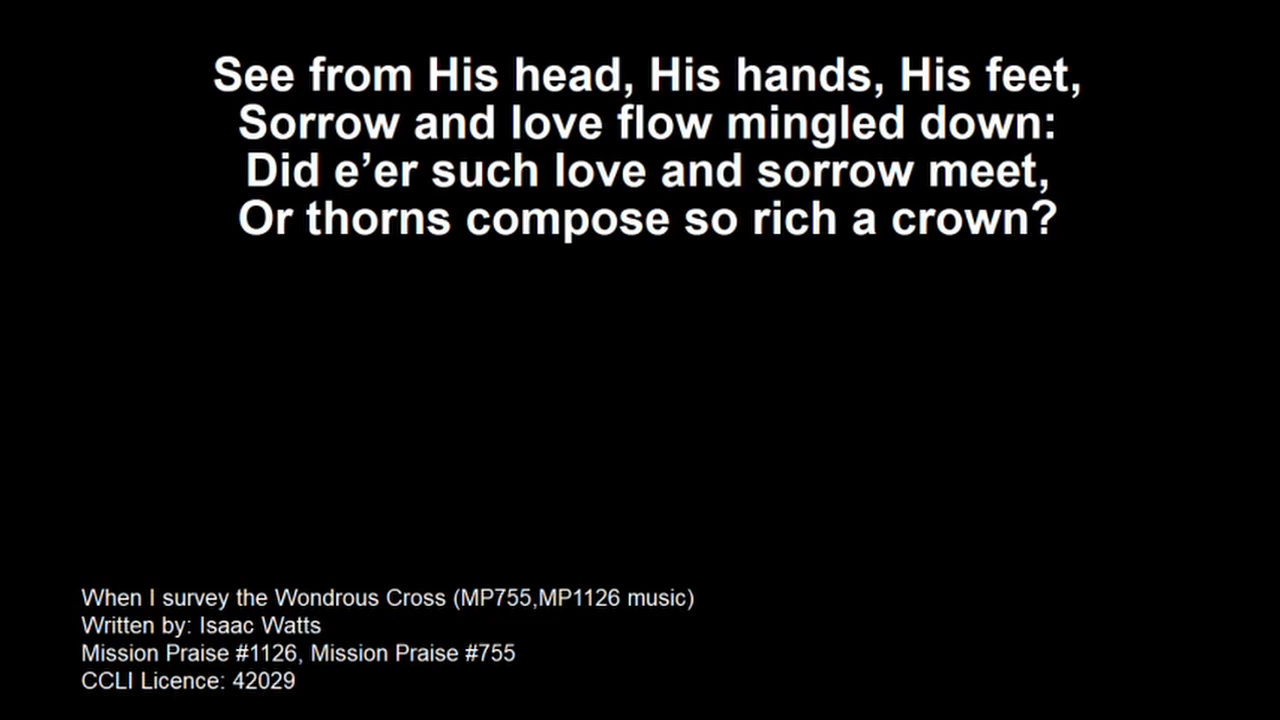 See from His head, His hands, His feet,
Sorrow and love flow mingled down:
Did e’er such love and sorrow meet,
Or thorns compose so rich a crown?
When I survey the Wondrous Cross (MP755,MP1126 music)
Written by: Isaac Watts
Mission Praise #1126, Mission Praise #755
CCLI Licence: 42029